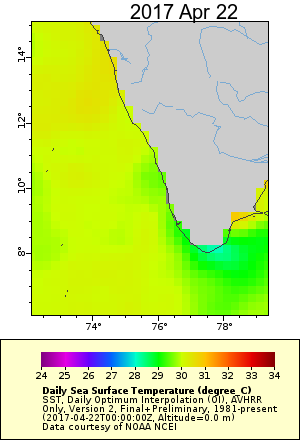 2017 Apr 22
14°
12°
10°
8°
74°
76°
78°
24 25 26 27 28 29 30 31 32 33 34
Daily Sea Surface Temperature (degree_C)
SST, Daily Optimum Interpolation (OI), AVHRR
Only, Version 2, Final+Preliminary, 1981-present
(2017-04-22T00:00:00Z, Altitude=0.0 m)
Data courtesy of NOAA NCEI